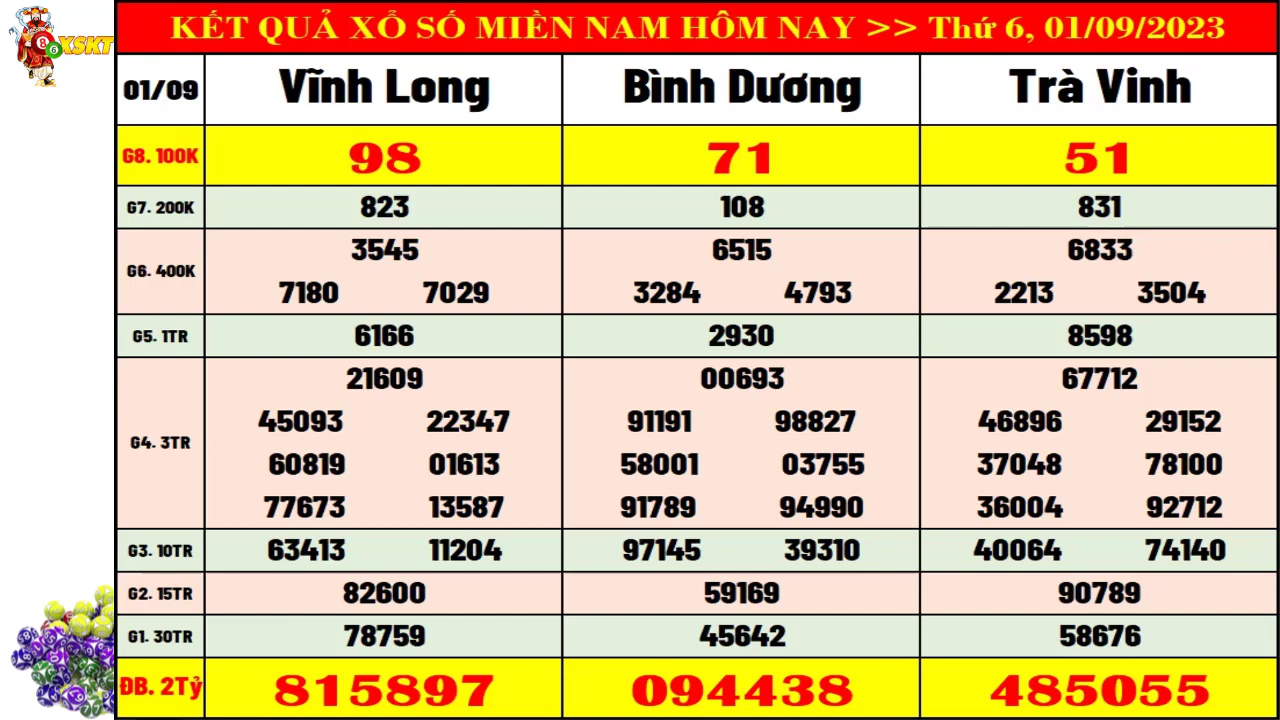 XSKT
KẾT QUẢ XỔ SỐ MIỀN NAM HÔM NAY >> Thứ 6, 01/09/2023
01/09 Vĩnh Long Bình Dương Trà Vinh
G8. 100K 98 71 51
G7. 200K 823 108 831
3545 6515 6833
G6. 400K
7180 7029 3284 4793 2213 3504
G5. 1TR 6166 2930 8598
21609 00693 67712
45093 22347 91191 98827 46896 29152
G4. 3TR
60819 01613 58001 03755 37048 78100
77673 13587 91789 94990 36004 92712
G3. 10TR 63413 11204 97145 39310 40064 74140
G2. 15TR 82600 59169 90789
G1. 30TR 78759 45642 58676
ĐB. 2Tỷ 815897 094438 485055